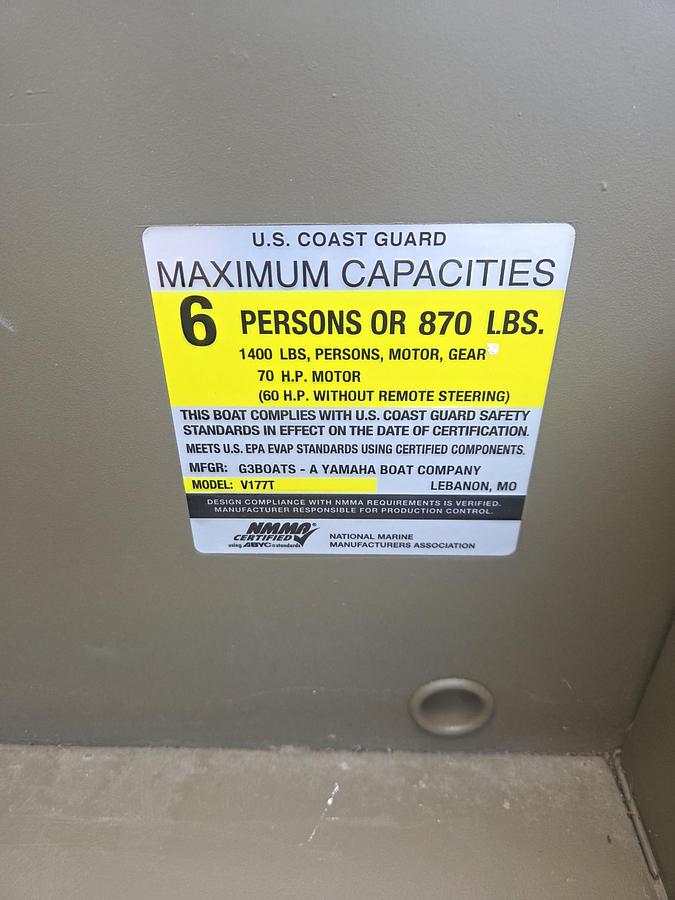 U.S. COAST GUARD
MAXIMUM CAPACITIES
6 PERSONS OR 870 LBS.
1400 LBS, PERSONS, MOTOR, GEAR
70 H.P. MOTOR
(60 H.P. WITHOUT REMOTE STEERING)
THIS BOAT COMPLIES WITH U.S. COAST GUARD SAFETY
STANDARDS IN EFFECT ON THE DATE OF CERTIFICATION.
MEETS U.S. EPA EVAP STANDARDS USING CERTIFIED COMPONENTS.
MFGR: G3BOATS - A YAMAHA BOAT COMPANY
MODEL: V177T LEBANON, MO
DESIGN COMPLIANCE WITH NMMA REQUIREMENTS IS VERIFIED.
MANUFACTURER RESPONSIBLE FOR PRODUCTION CONTROL.
NMMA®
CERTIFIED
using ABYC standards
NATIONAL MARINE
MANUFACTURERS ASSOCIATION